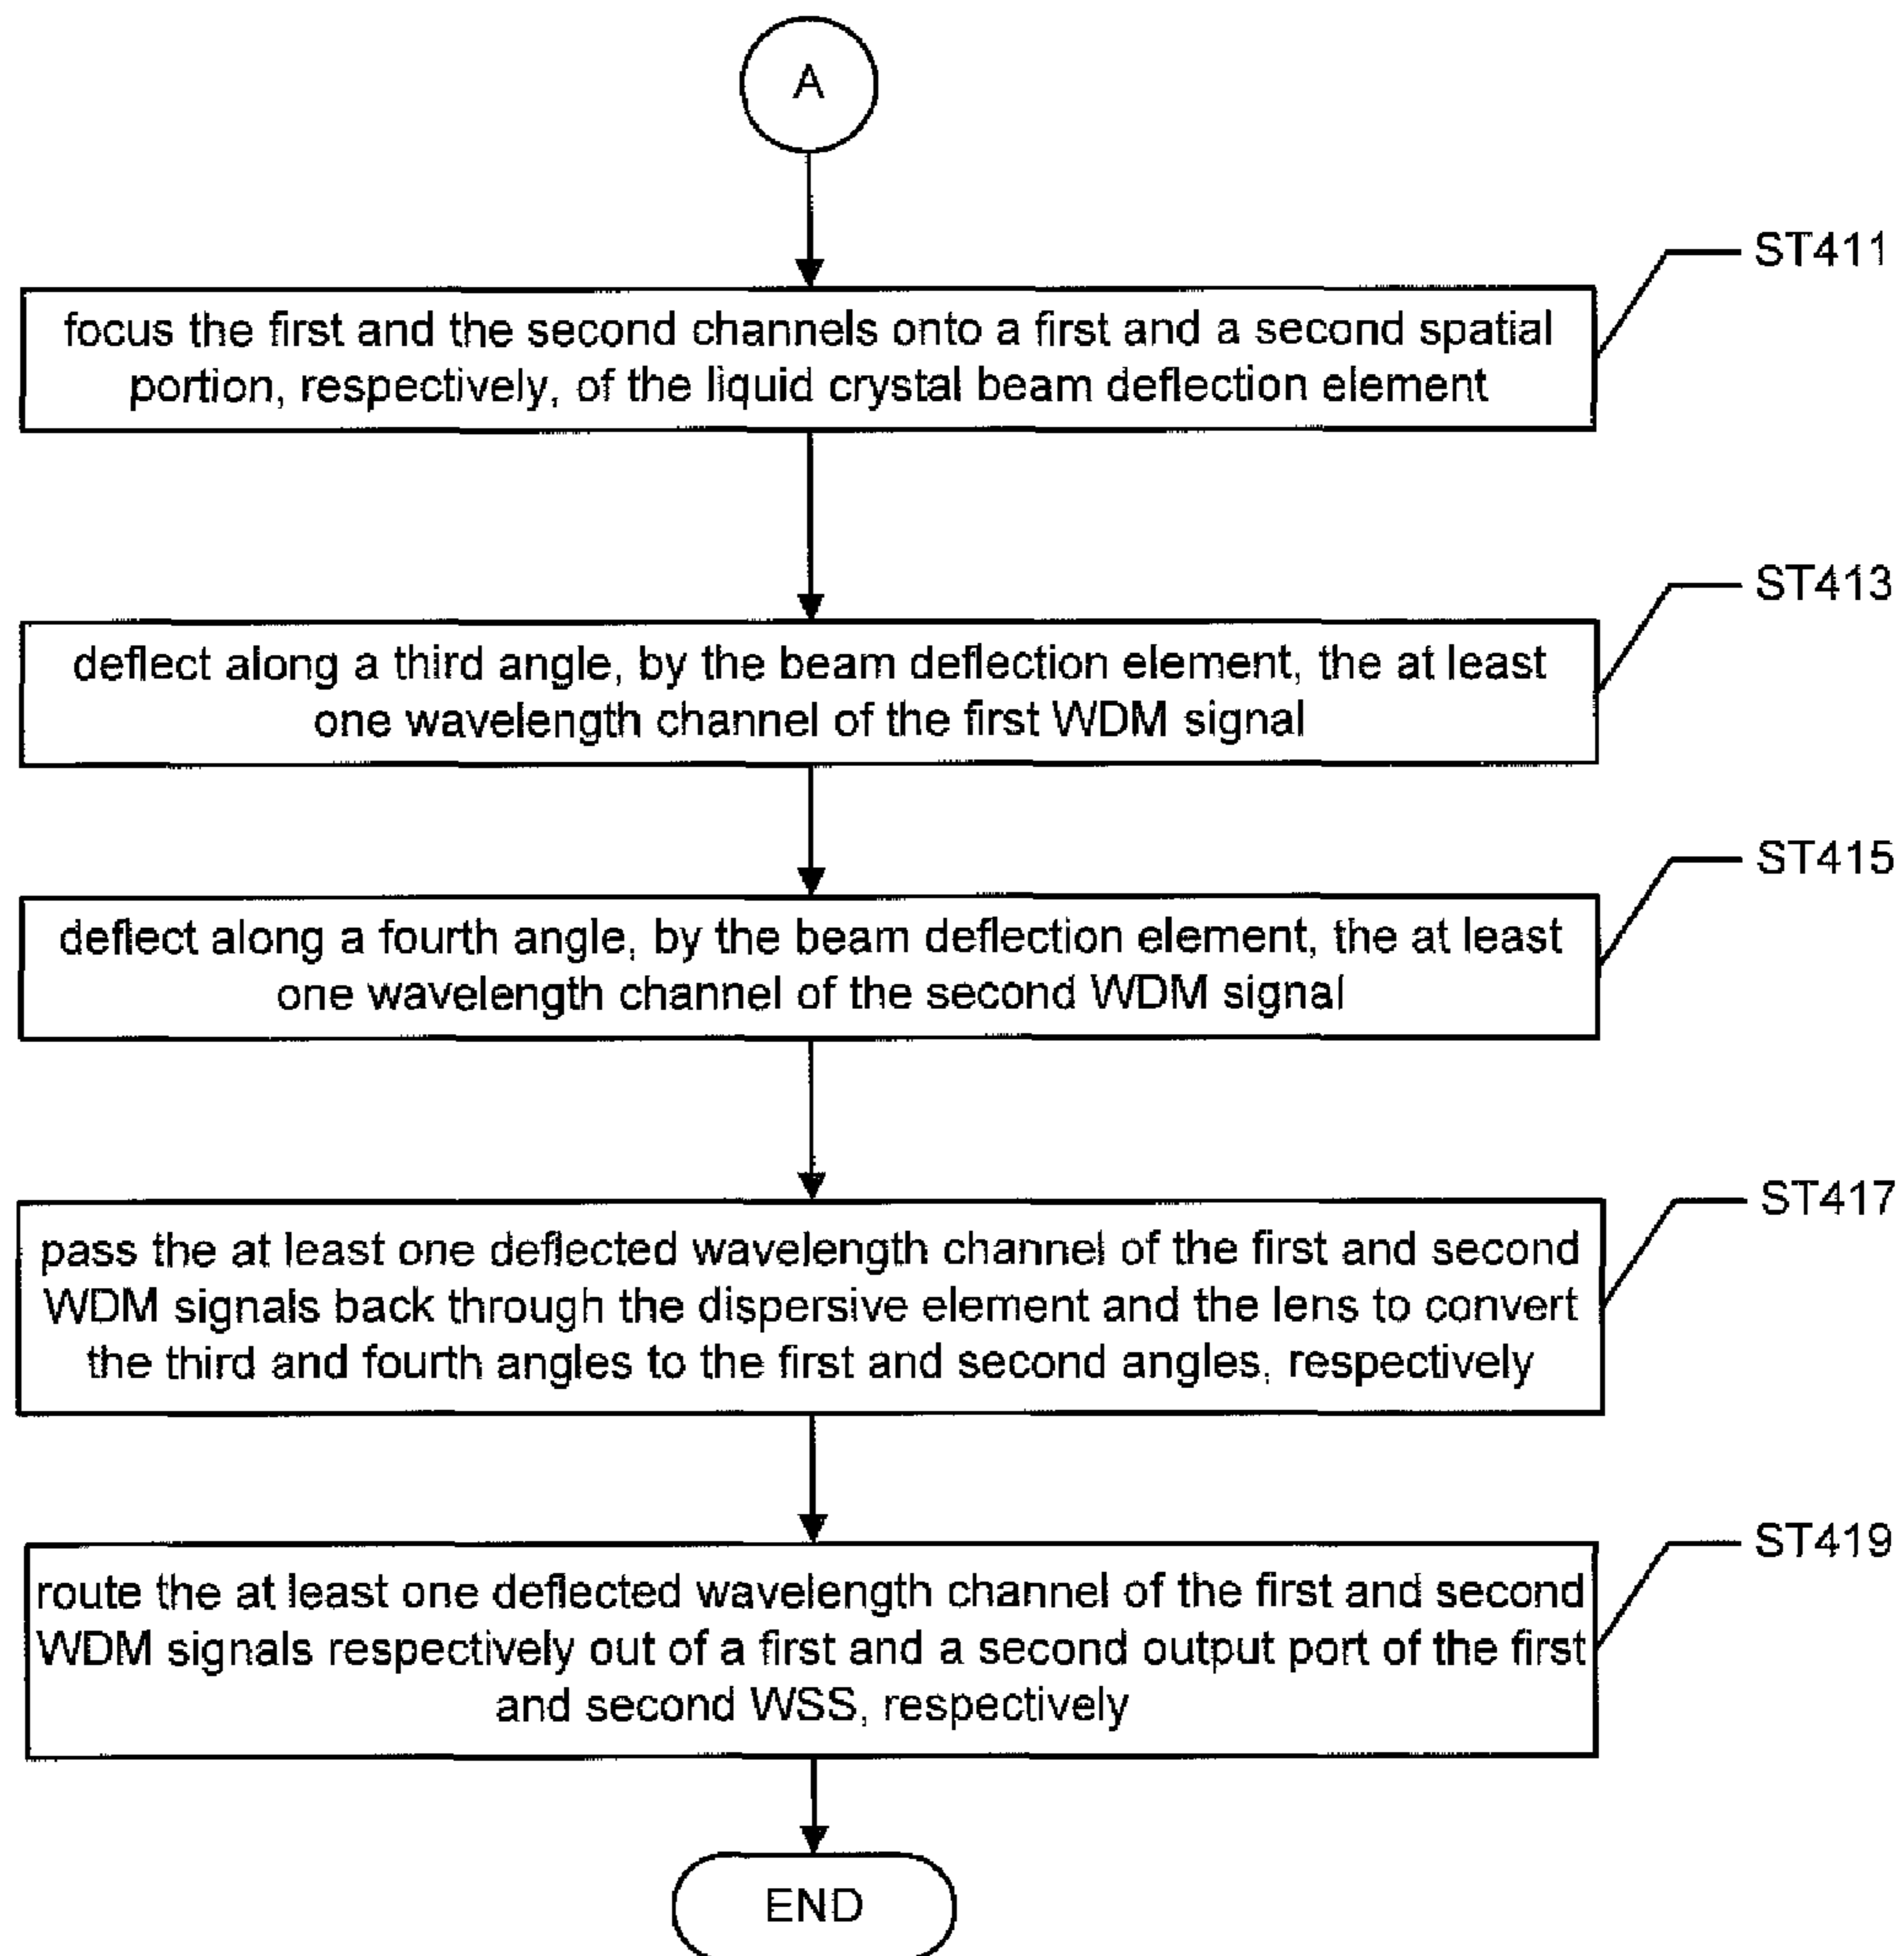 A
ST411
focus the first and the second channels onto a first and a second spatial
portion, respectively, of the liquid crystal beam deflection element
ST413
deflect along a third angle, by the beam deflection element, the at least
one wavelength channel of the first WDM signal
ST415
deflect along a fourth angle, by the beam deflection element, the at least
one wavelength channel of the second WDM signal
ST417
pass the at least one deflected wavelength channel of the first and second
WDM signals back through the dispersive element and the lens to convert
the third and fourth angles to the first and second angles, respectively
ST419
route the at least one deflected wavelength channel of the first and second
WDM signals respectively out of a first and a second output port of the first
and second WSS, respectively
END